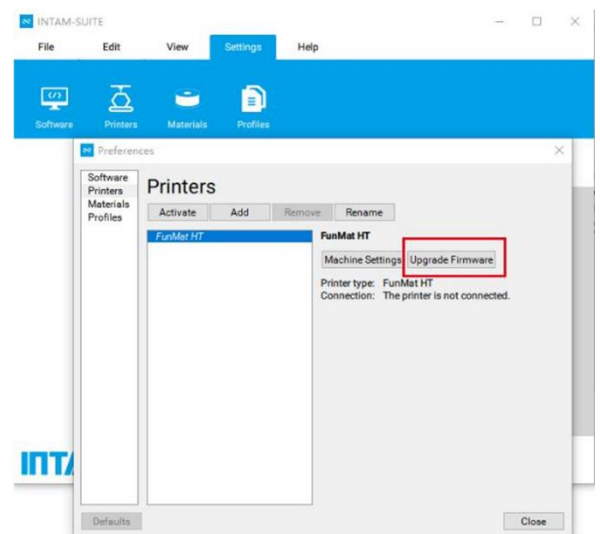 INTAM-SUITE
File Edit View Settings Help
Software Printers Materials Profiles
Preferences
Software
Printers
Materials
Profiles
Printers
Activate Add Remove Rename
FunMat HT
FunMat HT
Machine Settings Upgrade Firmware
Printer type: FunMat HT
Connection: The printer is not connected.
INTA
Defaults Close